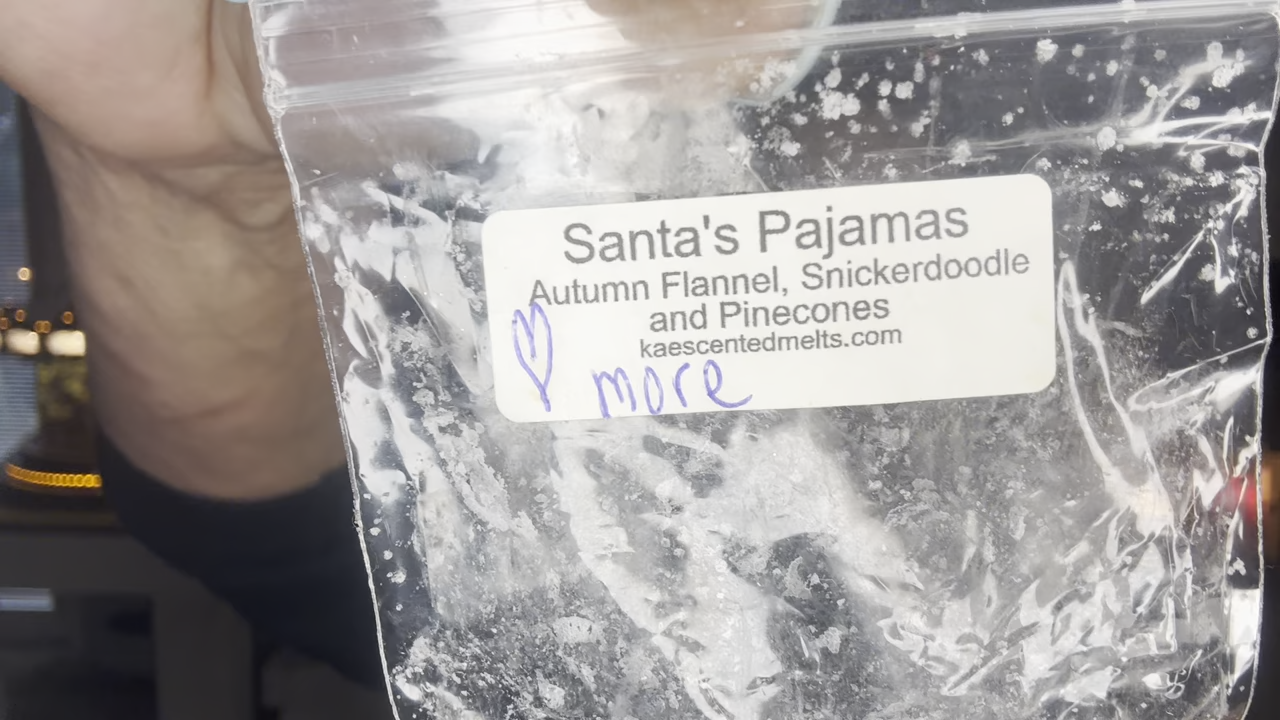 Santa's Pajamas
Autumn Flannel, Snickerdoodle
and Pinecones
kaescentedmelts.com
more